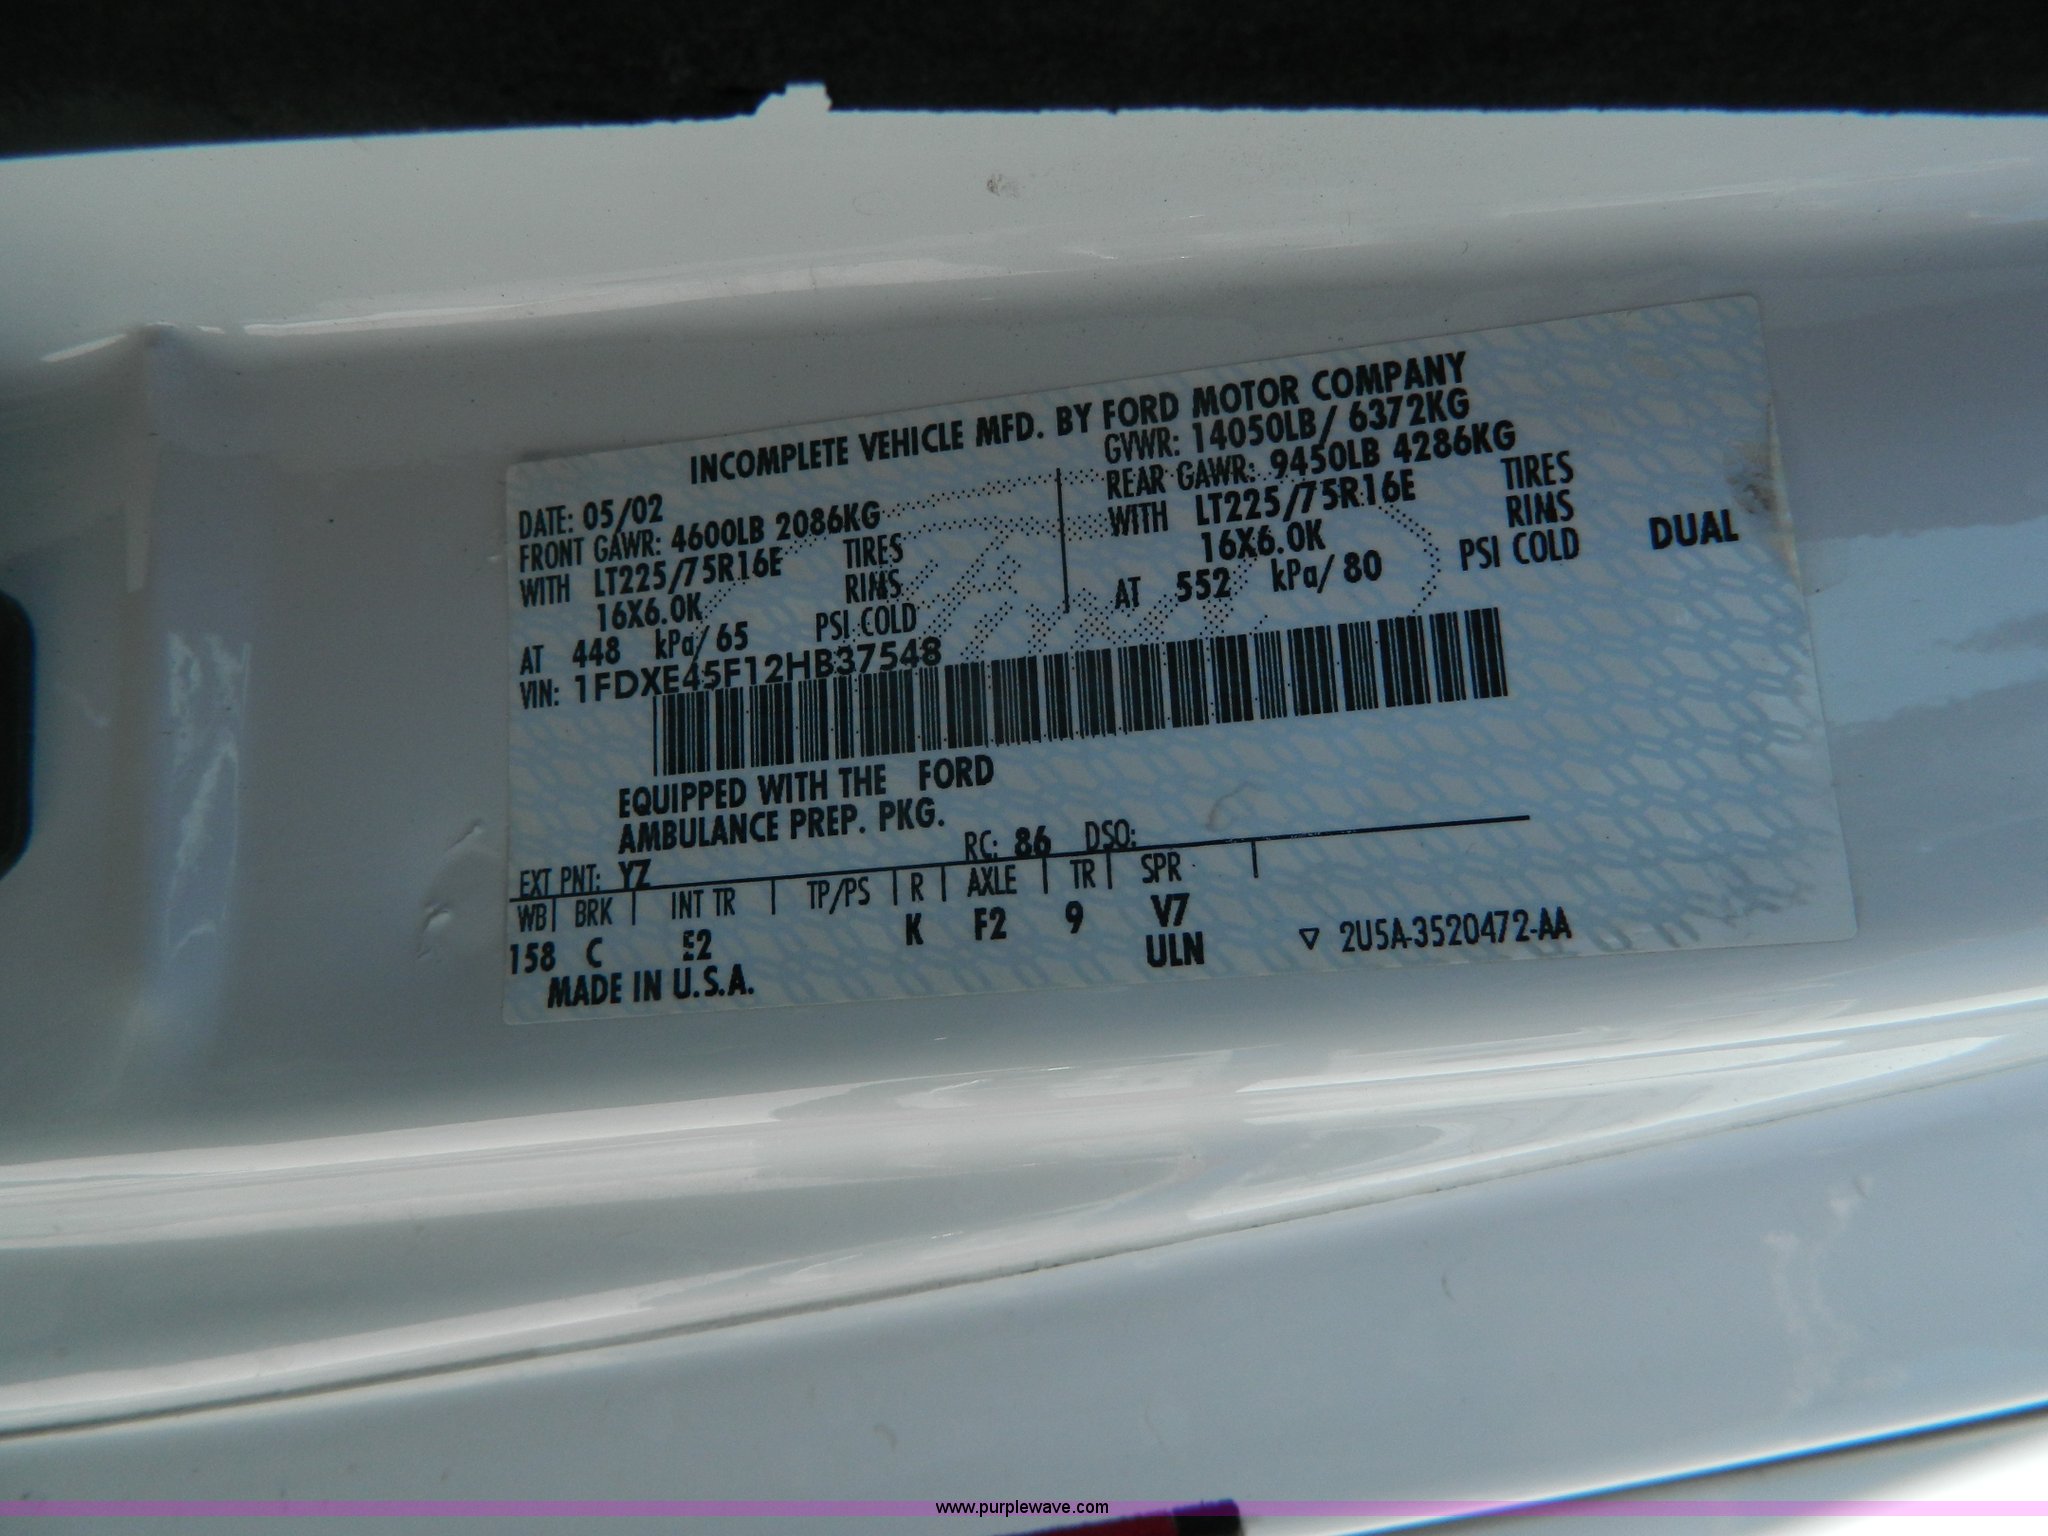 INCOMPLETE VEHICLE MFD. BY FORD MOTOR COMPANY
DATE: 05/02
GVWR: 14050LB/ 6372KG
FRONT GAWR: 4600LB 2086KG
REAR GAWR: 9450LB 4286KG
WITH LT225/75R16E TIRES
WITH LT225/75R16E TIRES
16X6.0K RIMS
16X6.0K RIMS
AT 448 kPa/ 65 PSI COLD
AT 552 kPa/ 80 PSI COLD DUAL
VIN: 1FDXE45F12HB37548
EQUIPPED WITH THE FORD
AMBULANCE PREP. PKG.
EXT PNT: YZ RC: 86 DSO:
WB BRK INT TR TP/PS R AXLE TR SPR
158 C E2 K F2 9 V7
ULN
MADE IN U.S.A.
▽ 2U5A-3520472-AA
www.purplewave.com